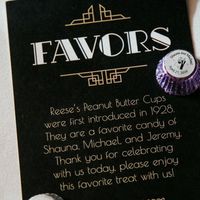 FAVORS
Reese's Peanut Butter Cups
were first introduced in 1928.
They are a favorite candy of
Shauna, Michael, and Jeremy.
Thank you for celebrating
with us today, please enjoy
this favorite treat with us!